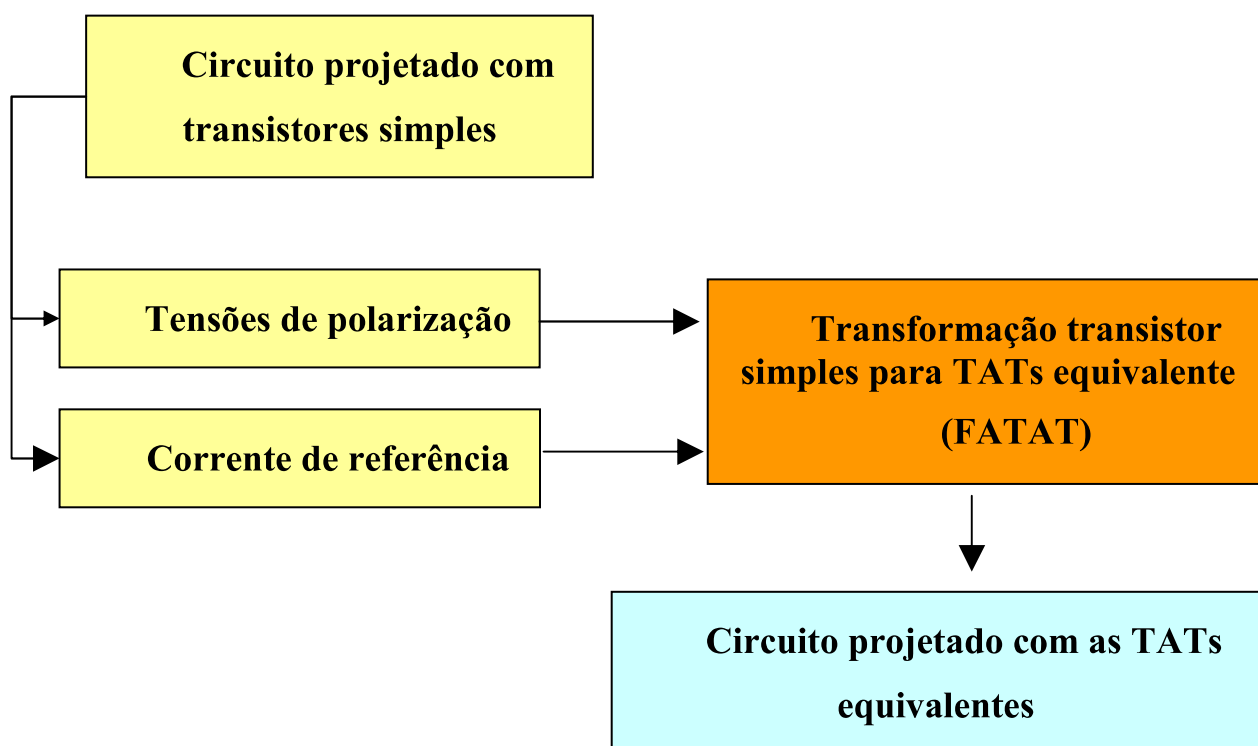 Circuito projetado com
transistores simples
Tensões de polarização
Corrente de referência
Transformação transistor
simples para TATs equivalente
(FATAT)
Circuito projetado com as TATs
equivalentes